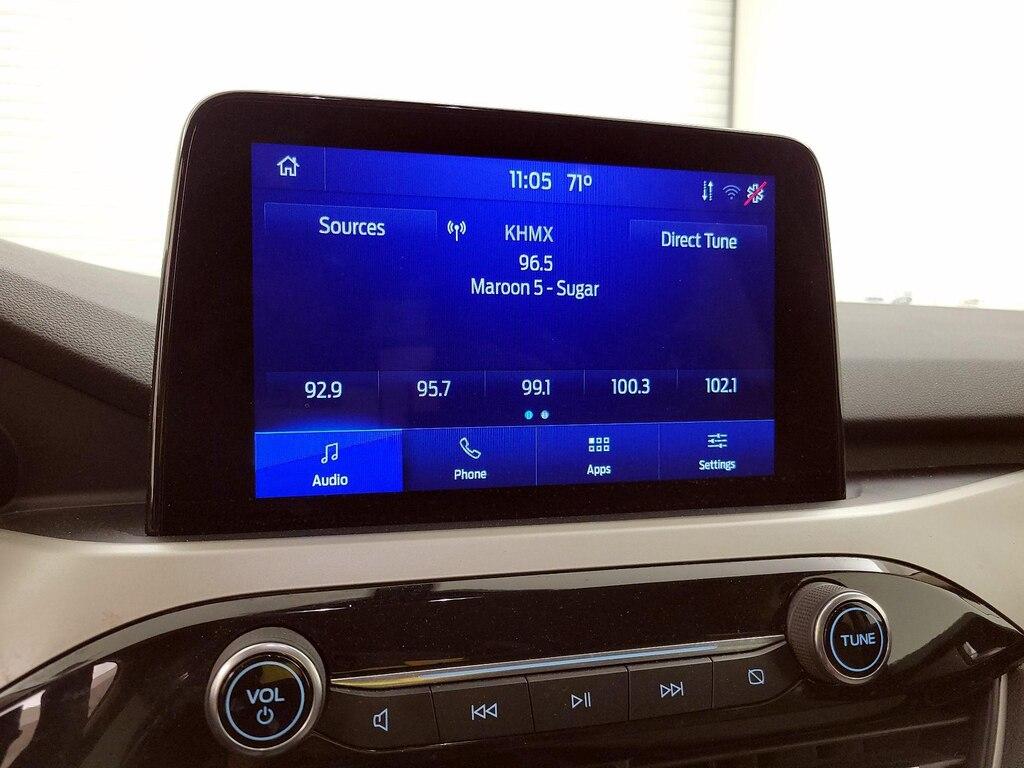 11:05 71°
Sources
KHMX
Direct Tune
96.5
Maroon 5 - Sugar
92.9 95.7 99.1 100.3 102.1
Audio Phone Apps Settings
VOL
TUNE